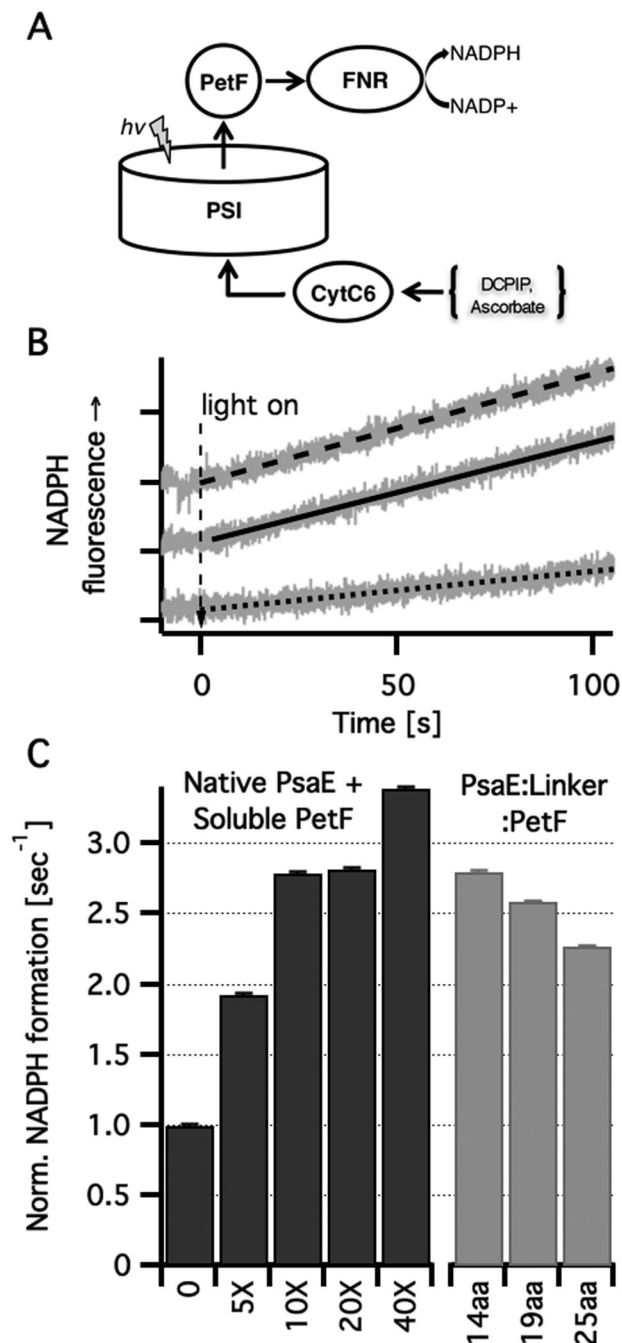 A
PetF
FNR
NADPH
NADP+
hν
PSI
CytC6
DCPIP,
Ascorbate
B
light on
NADPH
fluorescence →
0
50
100
Time [s]
C
Native PsaE +
Soluble PetF
PsaE:Linker
:PetF
Norm. NADPH formation [sec⁻¹]
3.0
2.5
2.0
1.5
1.0
0.5
0
0
5X
10X
20X
40X
14aa
19aa
25aa